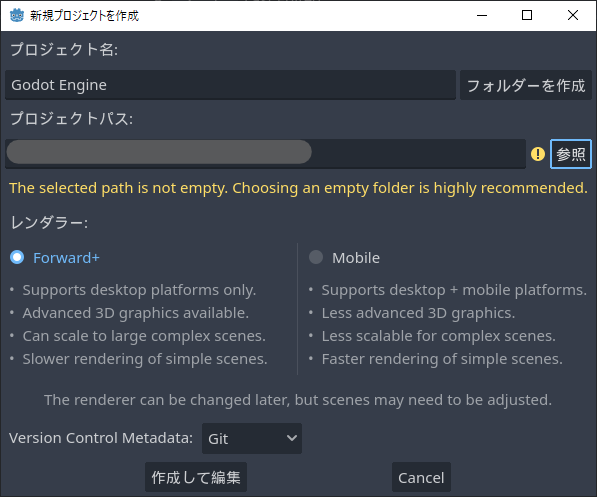 新規プロジェクトを作成
プロジェクト名:
Godot Engine フォルダーを作成
プロジェクトパス:
! 参照
The selected path is not empty. Choosing an empty folder is highly recommended.
レンダラー:
Forward+ Mobile
• Supports desktop platforms only. • Supports desktop + mobile platforms.
• Advanced 3D graphics available. • Less advanced 3D graphics.
• Can scale to large complex scenes. • Less scalable for complex scenes.
• Slower rendering of simple scenes. • Faster rendering of simple scenes.
The renderer can be changed later, but scenes may need to be adjusted.
Version Control Metadata: Git
作成して編集 Cancel